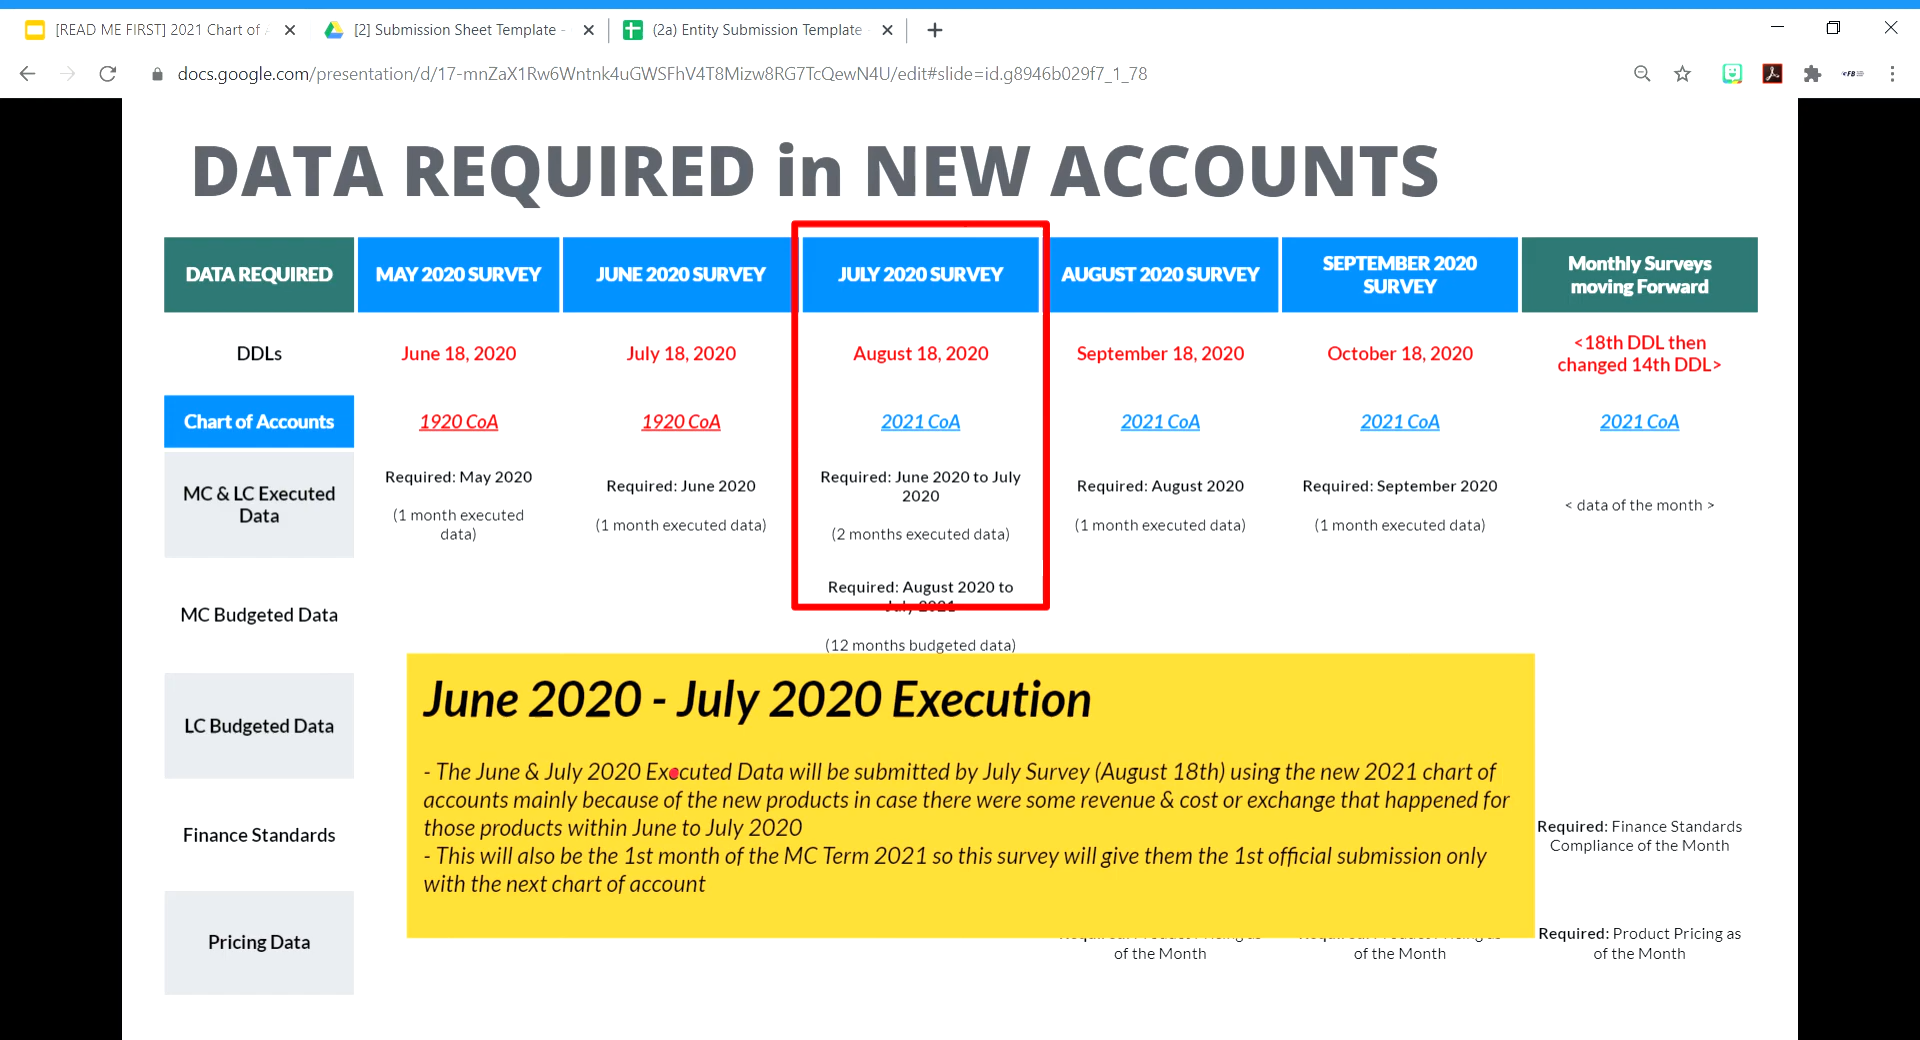 [READ ME FIRST] 2021 Chart of
[2] Submission Sheet Template -
(2a) Entity Submission Template
docs.google.com/presentation/d/17-mnZaX1Rw6Wntnk4uGWSFhV4T8Mizw8RG7TcQewN4U/edit#slide=id.g8946b029f7_1_78
DATA REQUIRED in NEW ACCOUNTS
DATA REQUIRED
MAY 2020 SURVEY
JUNE 2020 SURVEY
JULY 2020 SURVEY
AUGUST 2020 SURVEY
SEPTEMBER 2020
SURVEY
Monthly Surveys
moving Forward
DDLs
June 18, 2020
July 18, 2020
August 18, 2020
September 18, 2020
October 18, 2020
<18th DDL then
changed 14th DDL>
Chart of Accounts
1920 CoA
1920 CoA
2021 CoA
2021 CoA
2021 CoA
2021 CoA
MC & LC Executed
Data
Required: May 2020
(1 month executed
data)
Required: June 2020
(1 month executed data)
Required: June 2020 to July
2020
(2 months executed data)
Required: August 2020
(1 month executed data)
Required: September 2020
(1 month executed data)
< data of the month >
MC Budgeted Data
Required: August 2020 to
July 2021
(12 months budgeted data)
LC Budgeted Data
June 2020 - July 2020 Execution
- The June & July 2020 Executed Data will be submitted by July Survey (August 18th) using the new 2021 chart of
accounts mainly because of the new products in case there were some revenue & cost or exchange that happened for
those products within June to July 2020
- This will also be the 1st month of the MC Term 2021 so this survey will give them the 1st official submission only
with the next chart of account
Finance Standards
Required: Finance Standards
Compliance of the Month
Pricing Data
of the Month
of the Month
Required: Product Pricing as
of the Month